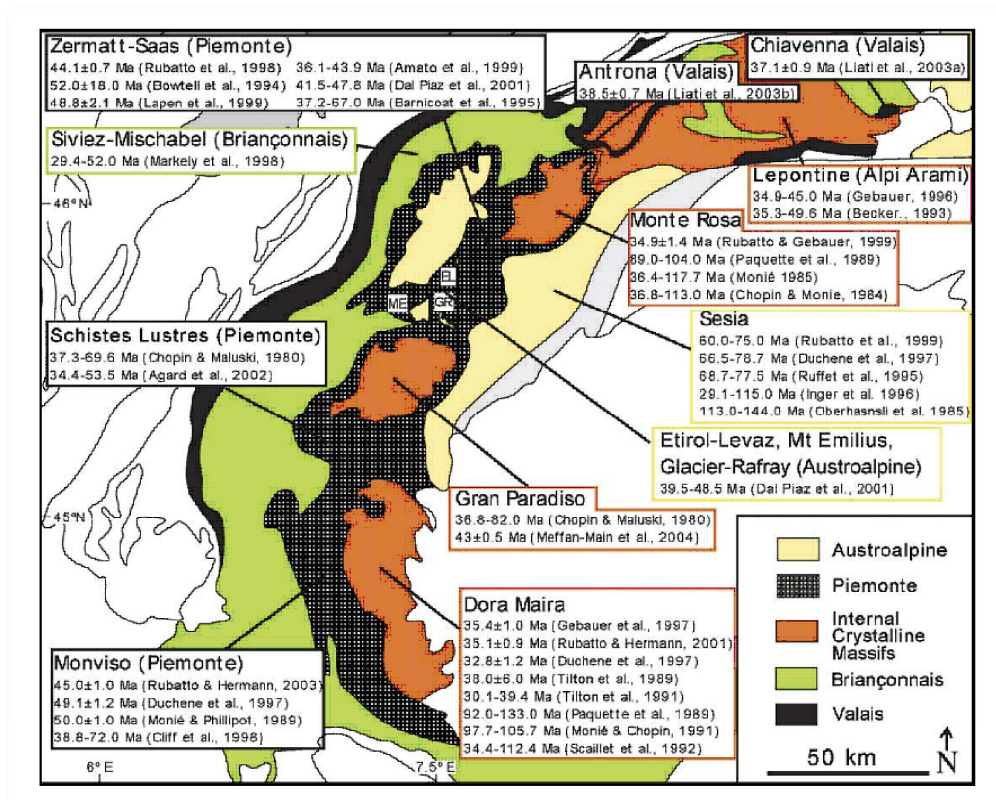 Zermatt-Saas (Piemonte)
44.1±0.7 Ma (Rubatto et al., 1998) 36.1-43.9 Ma (Amato et al., 1999)
52.0±18.0 Ma (Bowtell et al., 1994) 41.5-47.8 Ma (Dal Piaz et al., 2001)
48.8±2.1 Ma (Lapen et al., 1999) 37.2-67.0 Ma (Barnicoat et al., 1995)
Chiavenna (Valais)
37.1±0.9 Ma (Liati et al., 2003a)
Antrona (Valais)
38.5±0.7 Ma (Liati et al., 2003b)
Siviez-Mischabel (Briançonnais)
29.4-52.0 Ma (Markely et al., 1998)
Lepontine (Alpi Arami)
34.9-45.0 Ma (Gebauer, 1996)
35.3-49.6 Ma (Becker., 1993)
46° N
Monte Rosa
34.9±1.4 Ma (Rubatto & Gebauer, 1999)
89.0-104.0 Ma (Paquette et al., 1989)
36.4-117.7 Ma (Monié 1985)
36.8-113.0 Ma (Chopin & Monie, 1984)
EL
ME
GR
Sesia
60.0-75.0 Ma (Rubatto et al., 1999)
66.5-78.7 Ma (Duchene et al., 1997)
68.7-77.5 Ma (Ruffet et al., 1995)
29.1-115.0 Ma (Inger et al. 1996)
113.0-144.0 Ma (Oberhasnsli et al. 1985)
Schistes Lustres (Piemonte)
37.3-69.6 Ma (Chopin & Maluski, 1980)
34.4-53.5 Ma (Agard et al., 2002)
Etirol-Levaz, Mt Emilius,
Glacier-Rafray (Austroalpine)
39.5-48.5 Ma (Dal Piaz et al., 2001)
Gran Paradiso
36.8-82.0 Ma (Chopin & Maluski, 1980)
43±0.5 Ma (Meffan-Main et al., 2004)
45°N
Dora Maira
35.4±1.0 Ma (Gebauer et al., 1997)
35.1±0.9 Ma (Rubatto & Hermann, 2001)
32.8±1.2 Ma (Duchene et al., 1997)
38.0±6.0 Ma (Tilton et al., 1989)
30.1-39.4 Ma (Tilton et al., 1991)
92.0-133.0 Ma (Paquette et al., 1989)
97.7-105.7 Ma (Monié & Chopin, 1991)
34.4-112.4 Ma (Scaillet et al., 1992)
Monviso (Piemonte)
45.0±1.0 Ma (Rubatto & Hermann, 2003)
49.1±1.2 Ma (Duchene et al., 1997)
50.0±1.0 Ma (Monié & Phillipot, 1989)
38.8-72.0 Ma (Cliff et al., 1998)
Austroalpine
Piemonte
Internal
Crystalline
Massifs
Briançonnais
Valais
50 km
N
6° E
7.5° E